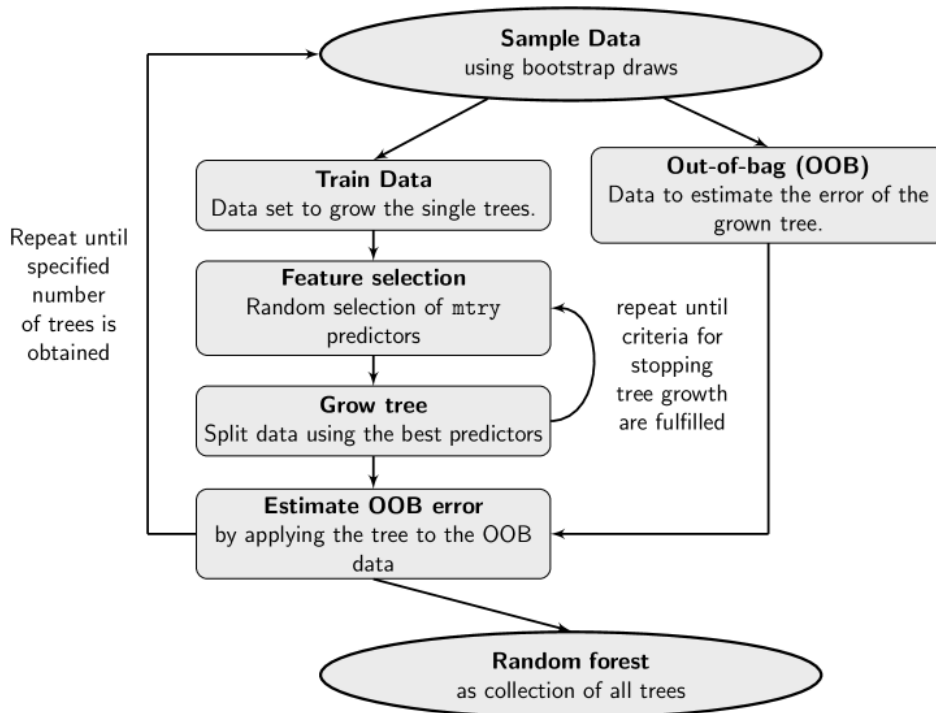 Sample Data
using bootstrap draws
Train Data
Data set to grow the single trees.
Out-of-bag (OOB)
Data to estimate the error of the
grown tree.
Repeat until
specified
number
of trees is
obtained
Feature selection
Random selection of mtry
predictors
repeat until
criteria for
stopping
tree growth
are fulfilled
Grow tree
Split data using the best predictors
Estimate OOB error
by applying the tree to the OOB
data
Random forest
as collection of all trees